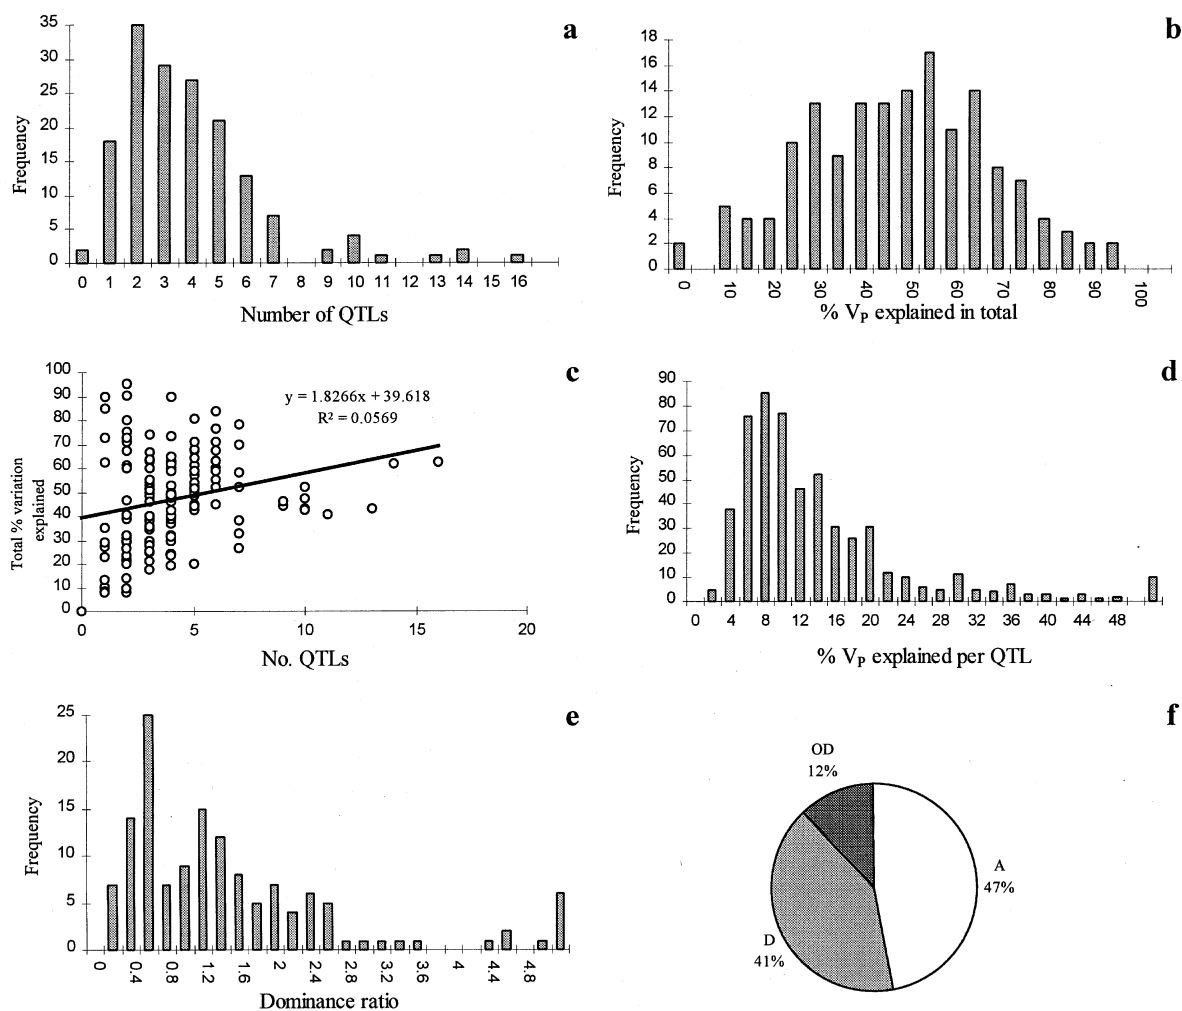 a
35
30
25
20
15
10
5
0
Frequency
0 1 2 3 4 5 6 7 8 9 10 11 12 13 14 15 16
Number of QTLs
b
18
16
14
12
10
8
6
4
2
0
Frequency
0 10 20 30 40 50 60 70 80 90 100
% VP explained in total
c
100
90
80
70
60
50
40
30
20
10
0
Total % variation
explained
y = 1.8266x + 39.618
R² = 0.0569
0 5 10 15 20
No. QTLs
d
90
80
70
60
50
40
30
20
10
0
Frequency
0 4 8 12 16 20 24 28 32 36 40 44 48
% VP explained per QTL
e
25
20
15
10
5
0
Frequency
0 0.4 0.8 1.2 1.6 2 2.4 2.8 3.2 3.6 4 4.4 4.8
Dominance ratio
f
OD
12%
A
47%
D
41%